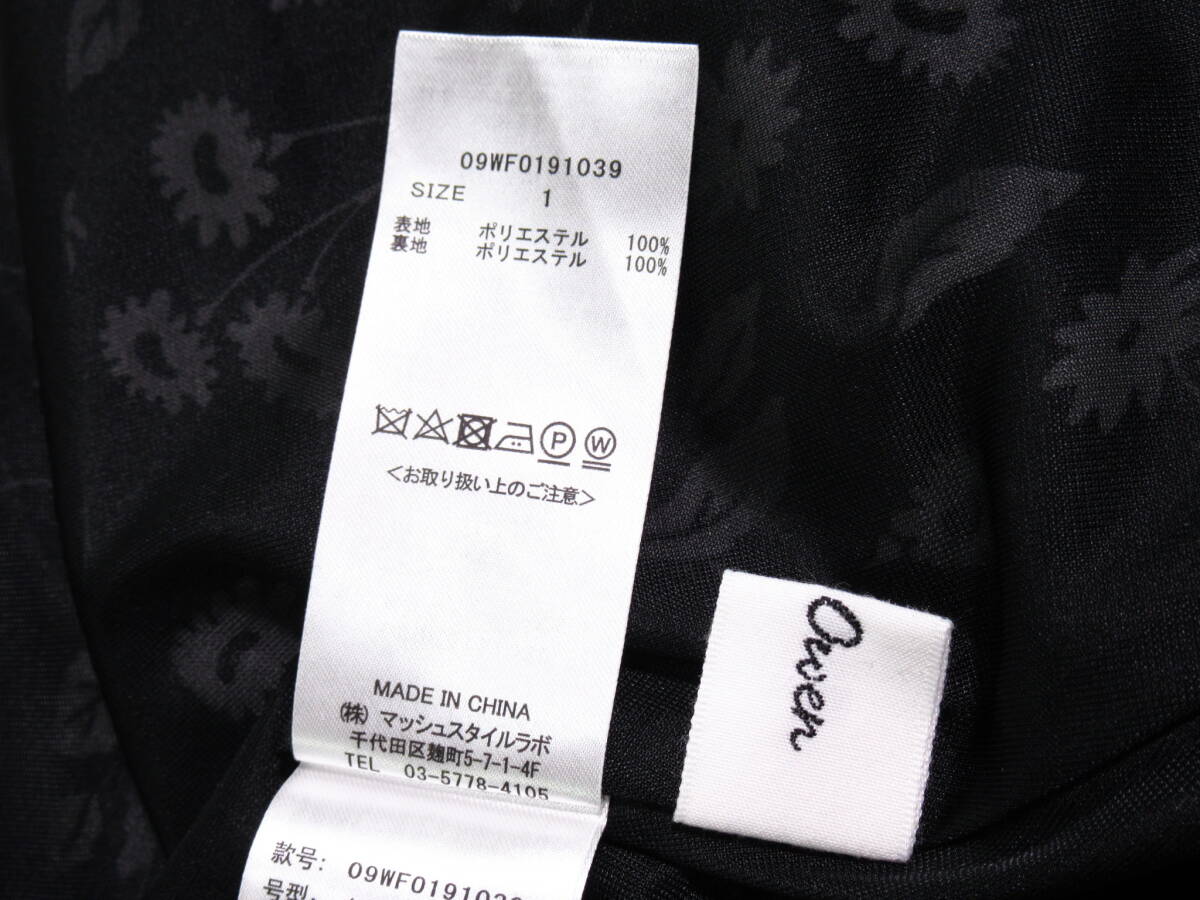 09WF0191039
SIZE 1
表地 ポリエステル 100%
裏地 ポリエステル 100%
P W
<お取り扱い上のご注意>
MADE IN CHINA
(株) マッシュスタイルラボ
千代田区麹町5-7-1-4F
TEL 03-5778-4105
款号: 09WF0191039
号型:
Owen